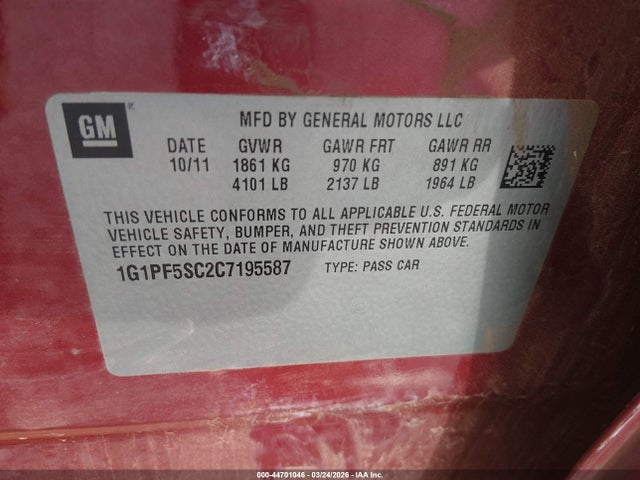 GM
MFD BY GENERAL MOTORS LLC
DATE GVWR GAWR FRT GAWR RR
10/11 1861 KG 970 KG 891 KG
4101 LB 2137 LB 1964 LB
THIS VEHICLE CONFORMS TO ALL APPLICABLE U.S. FEDERAL MOTOR
VEHICLE SAFETY, BUMPER, AND THEFT PREVENTION STANDARDS IN
EFFECT ON THE DATE OF MANUFACTURE SHOWN ABOVE.
1G1PF5SC2C7195587 TYPE: PASS CAR
000-44701046 - 03/24/2026 - IAAI.COM